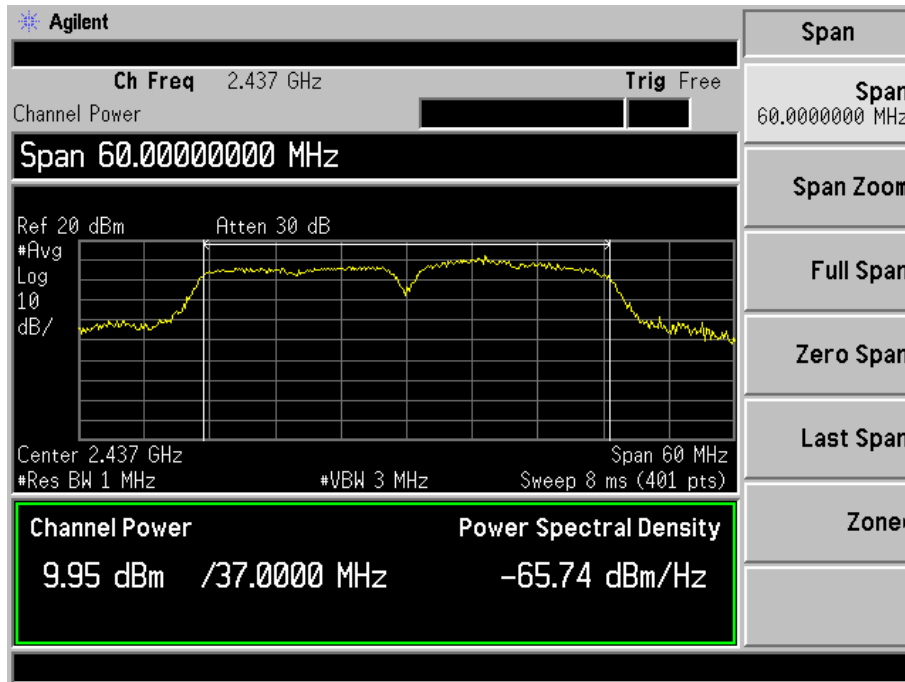 Agilent
Span
Ch Freq 2.437 GHz Trig Free
Channel Power
Span
60.0000000 MHz
Span 60.00000000 MHz
Span Zoom
Ref 20 dBm Atten 30 dB
#Avg
Log
10
dB/
Full Span
Zero Span
Last Span
Center 2.437 GHz Span 60 MHz
#Res BW 1 MHz #VBW 3 MHz Sweep 8 ms (401 pts)
Channel Power Power Spectral Density
9.95 dBm /37.0000 MHz -65.74 dBm/Hz